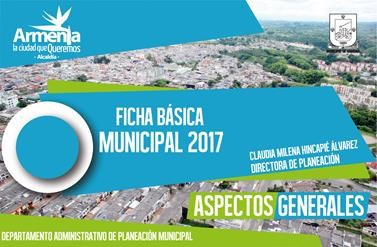 Armenia
la ciudad que
Queremos
- Alcaldía -
FICHA BÁSICA
MUNICIPAL 2017
CLAUDIA MILENA HINCAPIÉ ÁLVAREZ
DIRECTORA DE PLANEACIÓN
ASPECTOS GENERALES
DEPARTAMENTO ADMINISTRATIVO DE PLANEACIÓN MUNICIPAL